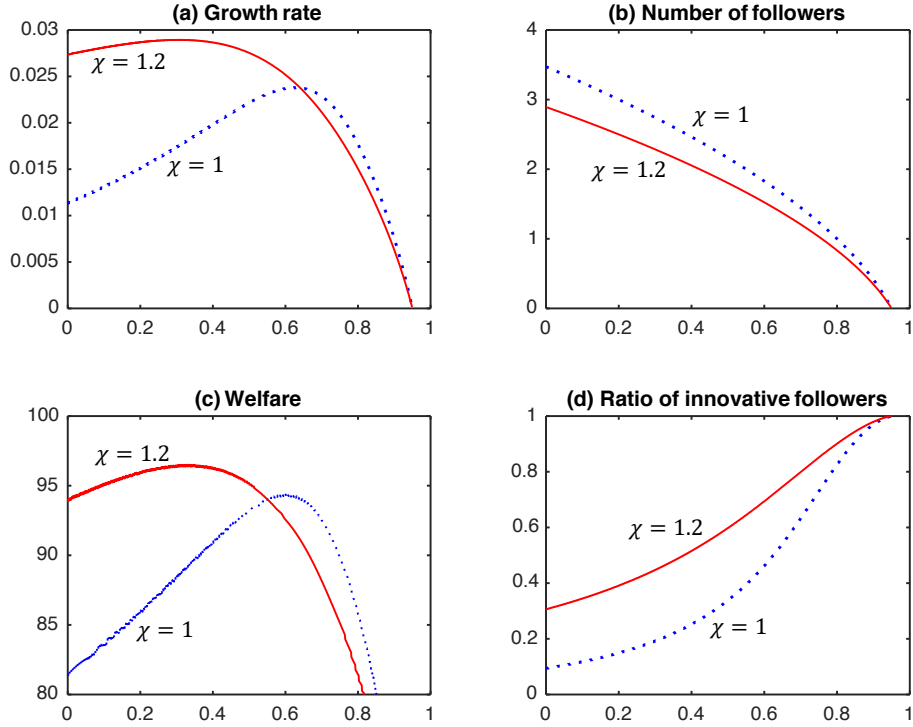 (a) Growth rate
0.03
0.025
0.02
0.015
0.01
0.005
0
0 0.2 0.4 0.6 0.8 1
χ = 1.2
χ = 1
(b) Number of followers
4
3
2
1
0
0 0.2 0.4 0.6 0.8 1
χ = 1
χ = 1.2
(c) Welfare
100
95
90
85
80
0 0.2 0.4 0.6 0.8 1
χ = 1.2
χ = 1
(d) Ratio of innovative followers
1
0.8
0.6
0.4
0.2
0
0 0.2 0.4 0.6 0.8 1
χ = 1.2
χ = 1